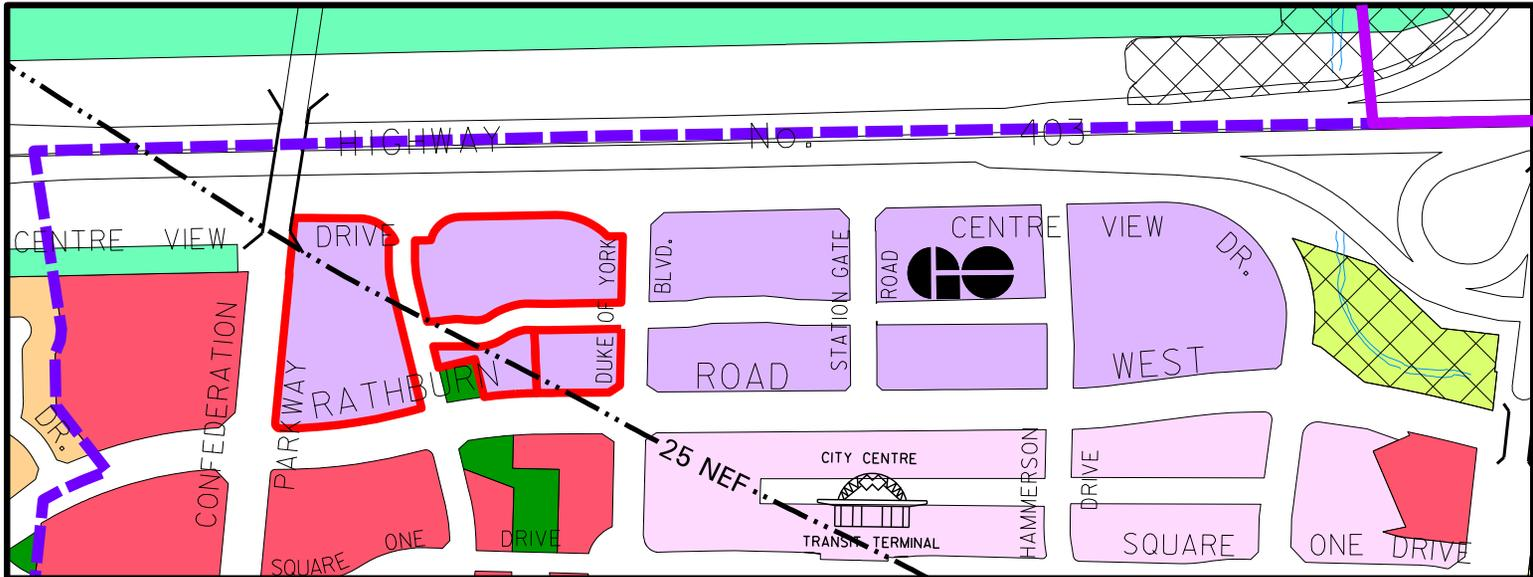 HIGHWAY No. 403
CENTRE VIEW DRIVE
CENTRE VIEW DR.
BLVD.
DUKE OF YORK
STATION GATE
ROAD
GO
CONFEDERATION
PARKWAY
RATHBURN ROAD WEST
DR.
25 NEF
CITY CENTRE
TRANSIT TERMINAL
HAMMERSON
DRIVE
SQUARE ONE DRIVE
SQUARE ONE DRIVE